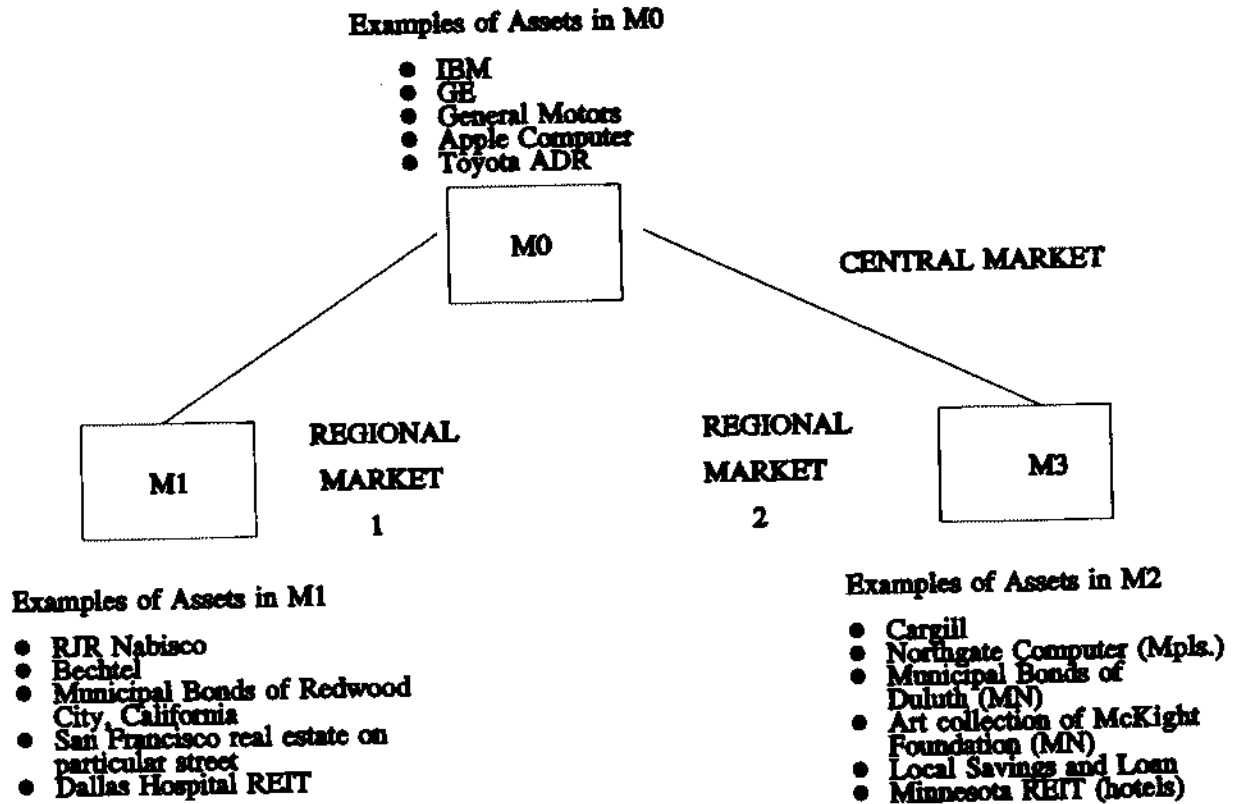 Examples of Assets in M0
● IBM
● GE
● General Motors
● Apple Computer
● Toyota ADR
M0
CENTRAL MARKET
M1
REGIONAL
MARKET
1
REGIONAL
MARKET
2
M3
Examples of Assets in M1
● RJR Nabisco
● Bechtel
● Municipal Bonds of Redwood
City, California
● San Francisco real estate on
particular street
● Dallas Hospital REIT
Examples of Assets in M2
● Cargill
● Northgate Computer (Mpls.)
● Municipal Bonds of
Duluth (MN)
● Art collection of McKight
Foundation (MN)
● Local Savings and Loan
● Minnesota REIT (hotels)